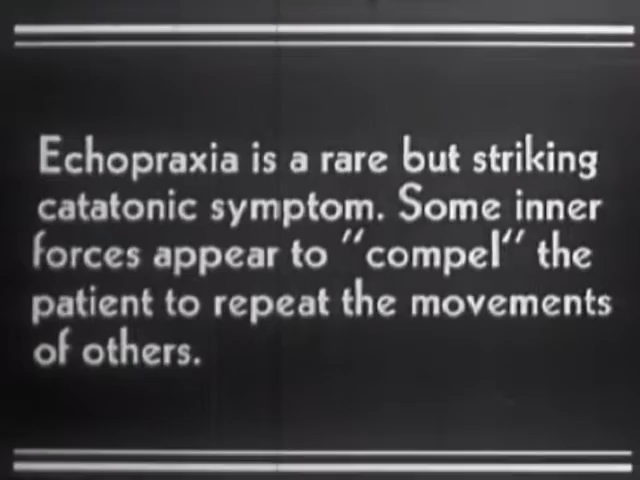 Echopraxia is a rare but striking
catatonic symptom. Some inner
forces appear to "compel" the
patient to repeat the movements
of others.